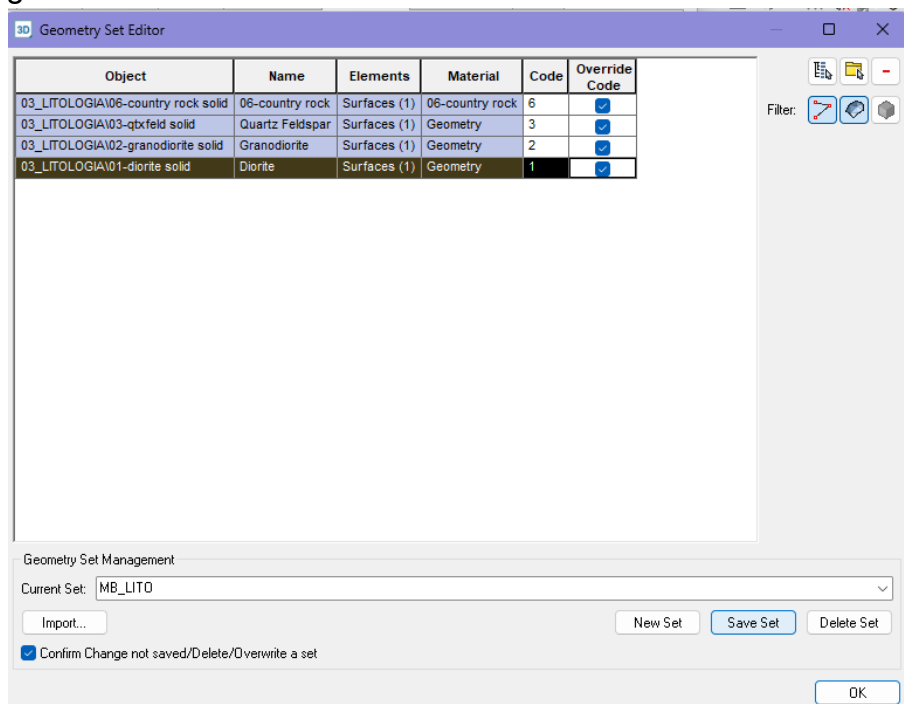 3D Geometry Set Editor
Object Name Elements Material Code Override Code
03_LITOLOGIA\06-country rock solid 06-country rock Surfaces (1) 06-country rock 6
03_LITOLOGIA\03-qtxfeld solid Quartz Feldspar Surfaces (1) Geometry 3
03_LITOLOGIA\02-granodiorite solid Granodiorite Surfaces (1) Geometry 2
03_LITOLOGIA\01-diorite solid Diorite Surfaces (1) Geometry 1
Filter:
Geometry Set Management
Current Set: MB_LITO
Import... New Set Save Set Delete Set
Confirm Change not saved/Delete/Overwrite a set
OK